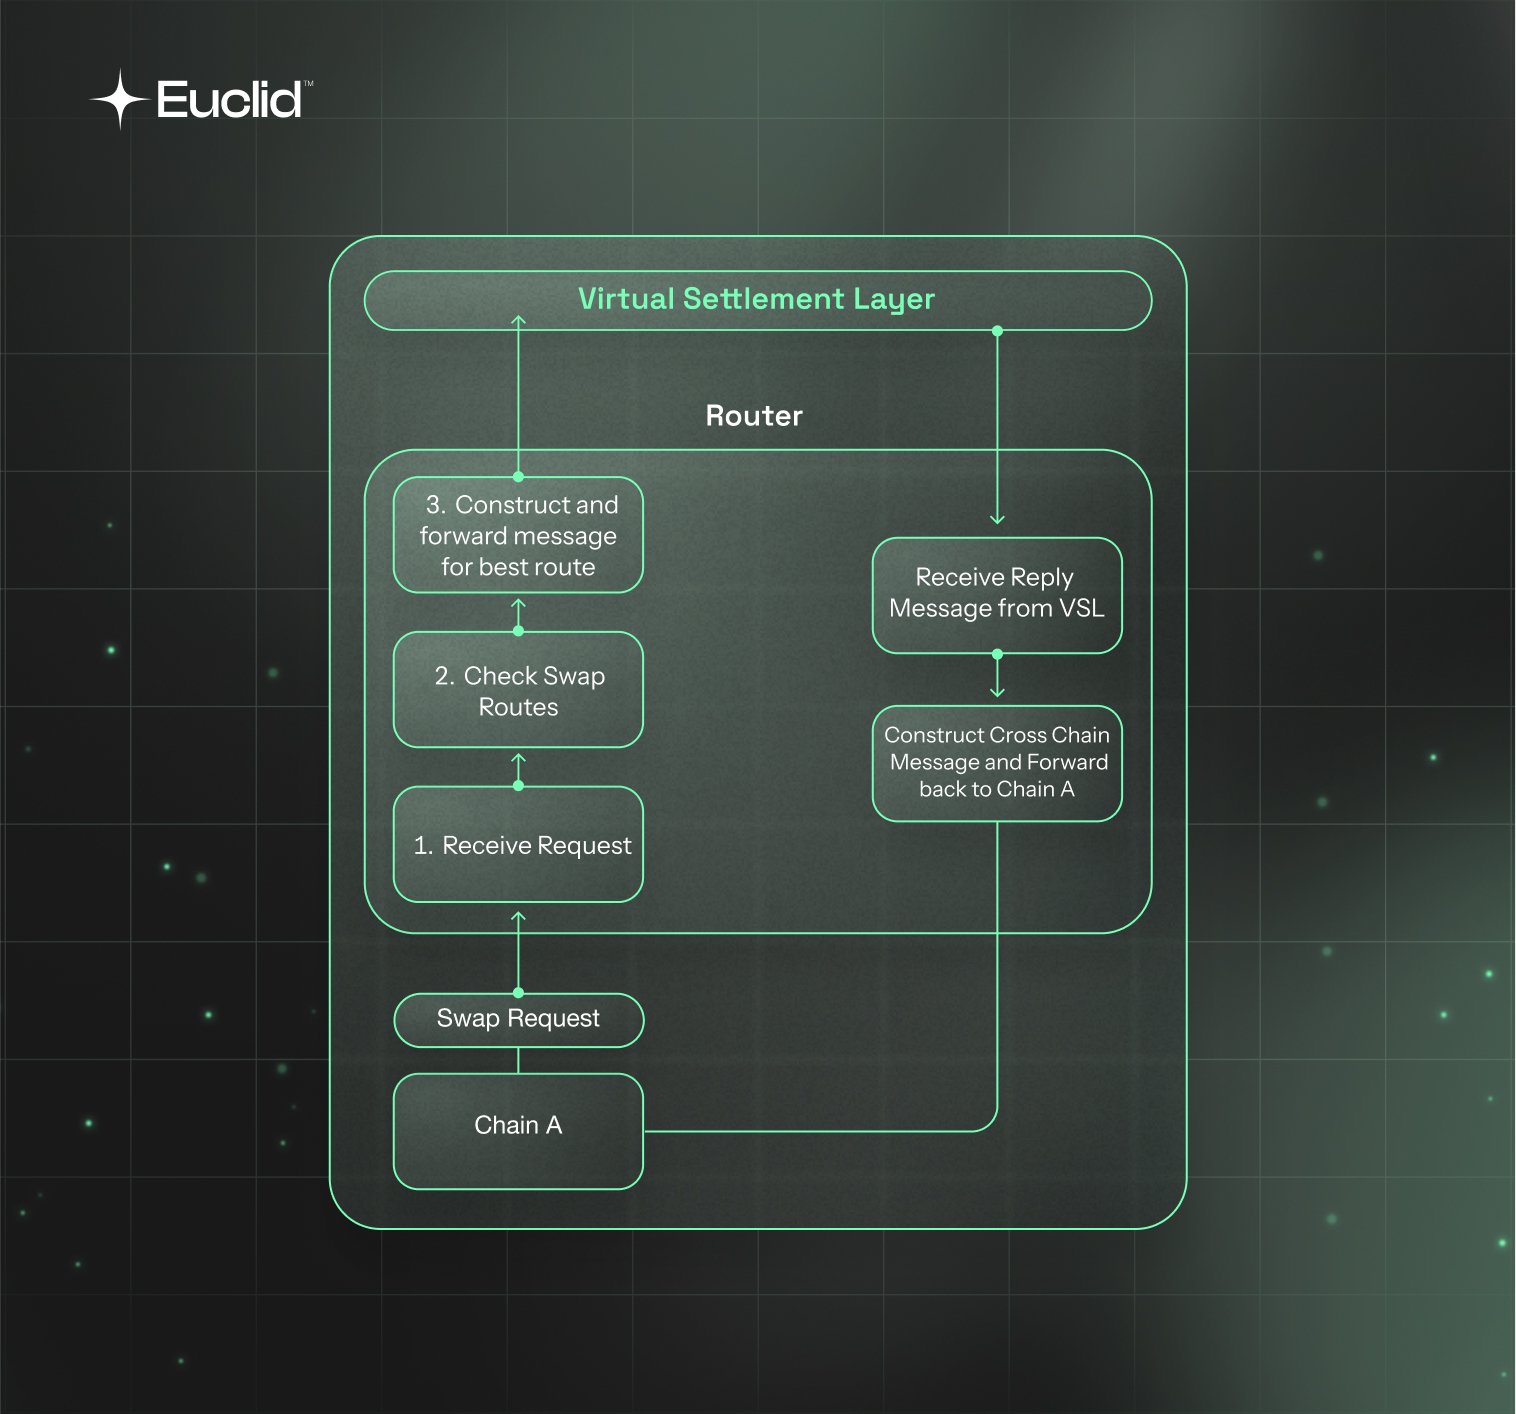 Euclid™
Virtual Settlement Layer
Router
3. Construct and
forward message
for best route
2. Check Swap
Routes
1. Receive Request
Swap Request
Chain A
Receive Reply
Message from VSL
Construct Cross Chain
Message and Forward
back to Chain A